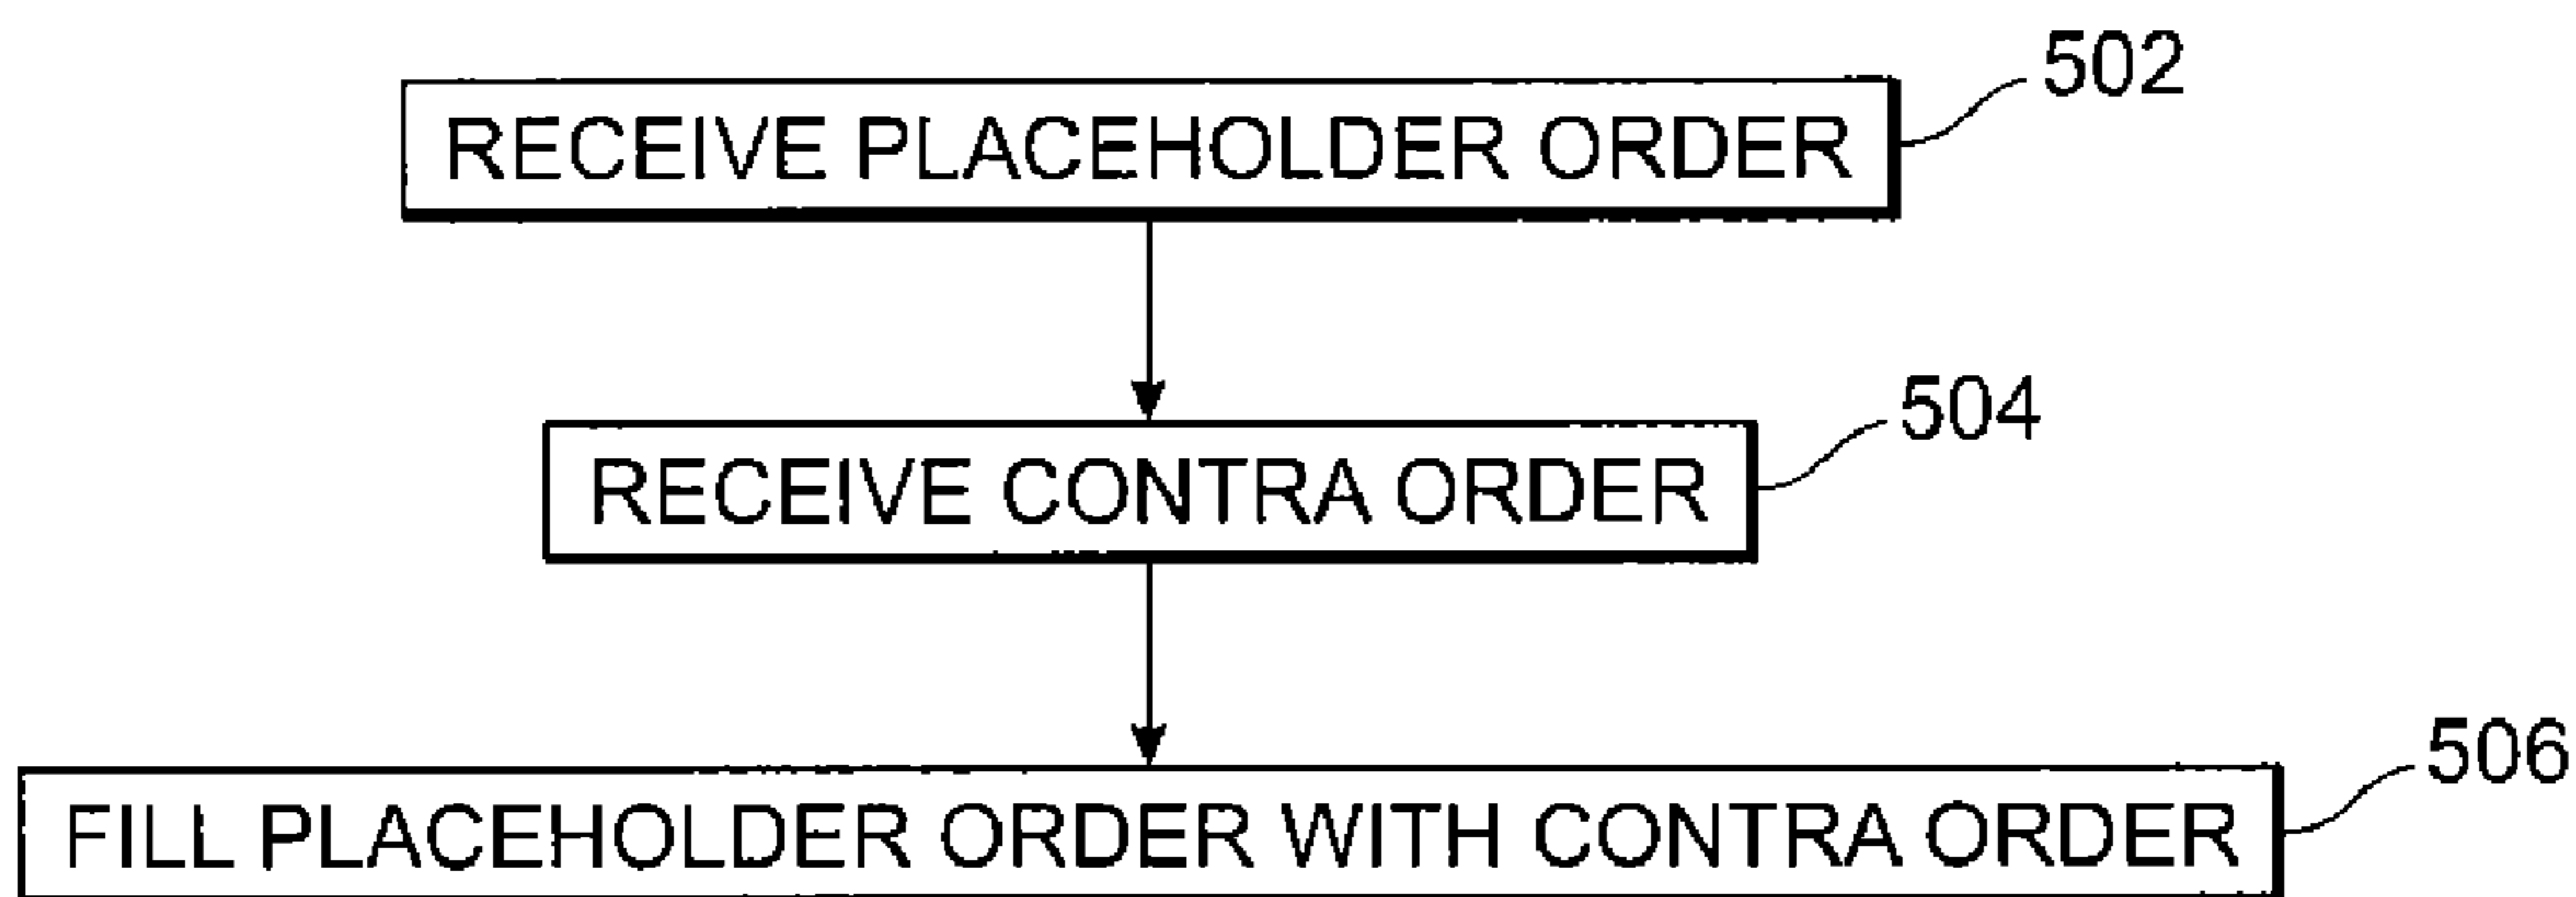 502
RECEIVE PLACEHOLDER ORDER
504
RECEIVE CONTRA ORDER
506
FILL PLACEHOLDER ORDER WITH CONTRA ORDER